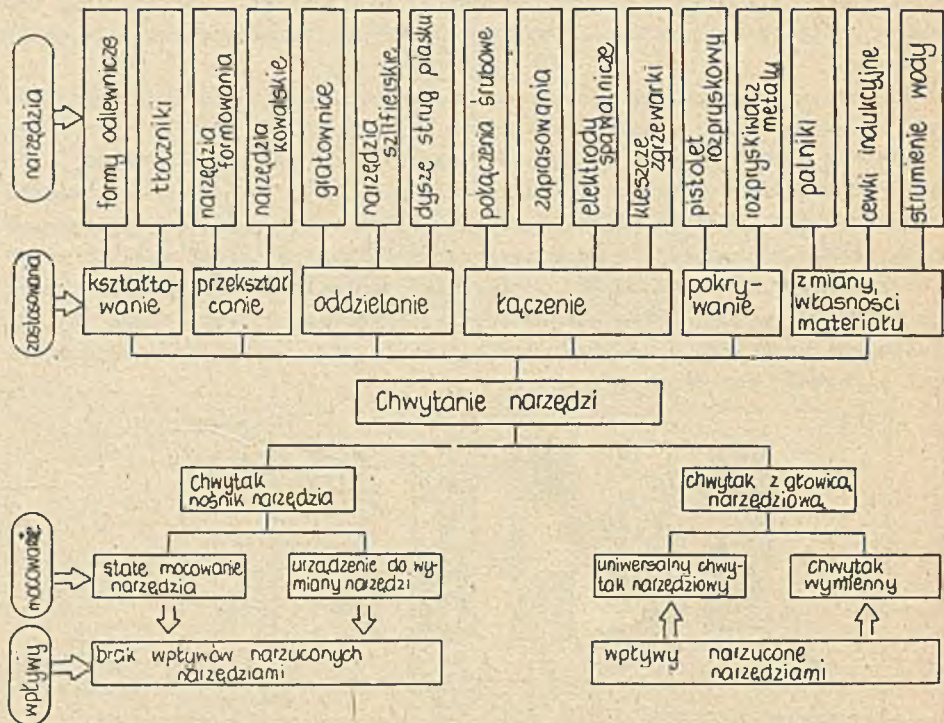 narzędzia
formy odlewnicze
tłoczniki
narzędzia
formowania
narzędzia
kowalskie
gratownice
narzędzia
szlifierskie
dysze strug piasku
połączenia śrubowe
zaprasowania
elektrody
spawalnicze
kleszcze
zgrzewarki
pistolet
rozpryskowy
rozpryskiwacz
metalu
palniki
cewki indukcyjne
strumienie wody
zastosowania
kształto-
wanie
przekształ
canie
oddzielanie
łączenie
pokry-
wanie
zmiany,
własności
materiału
Chwytanie narzędzi
chwytak
nośnik narzędzia
chwytak z głowicą
narzędziową
mocowanie
stałe mocowanie
narzędzia
urządzenie do wy
miany narzędzi
uniwersalny chwy-
tak narzędziowy
chwytak
wymienny
wpływy
brak wpływów narzuconych
narzędziami
wpływy narzucone
narzędziami